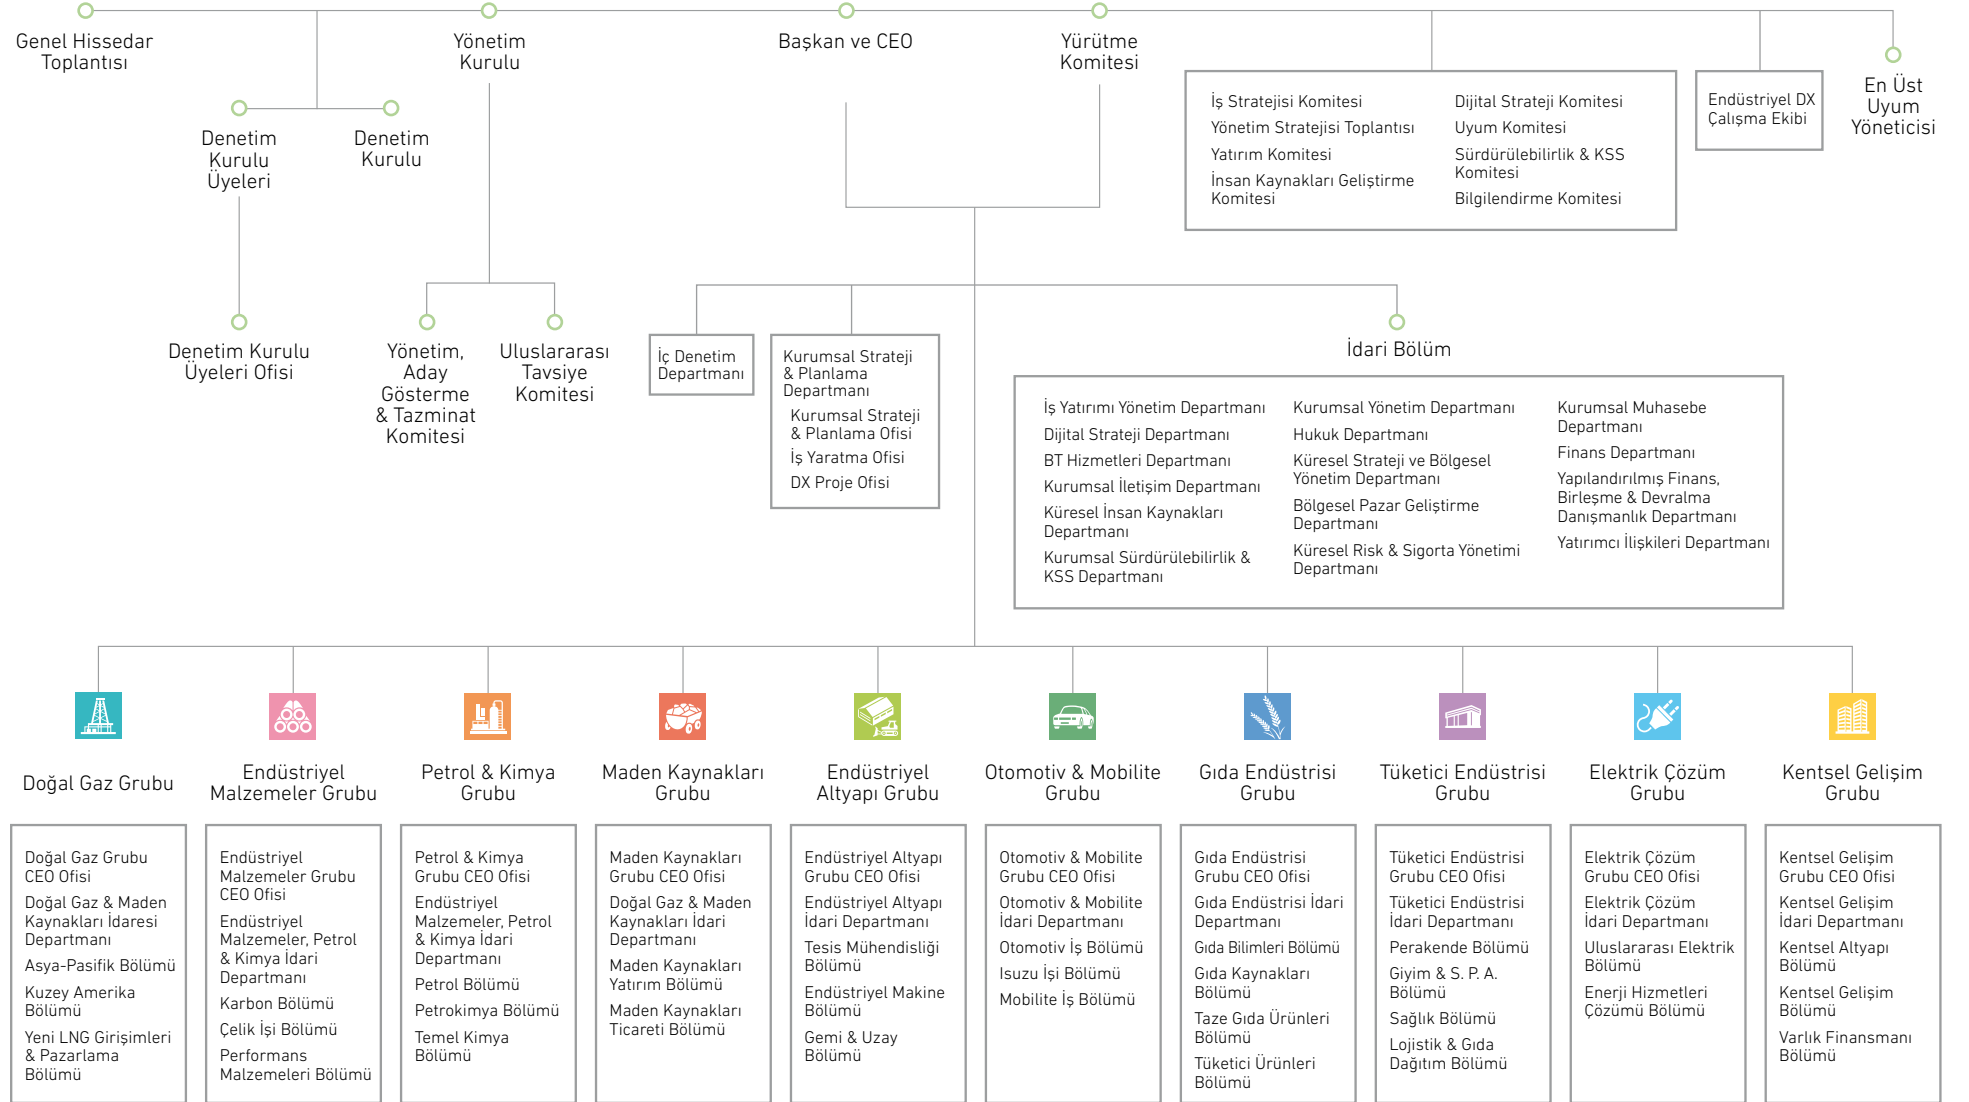 Genel Hissedar
Toplantısı
Yönetim
Kurulu
Başkan ve CEO
Yürütme
Komitesi
En Üst
Uyum
Yöneticisi
Denetim
Kurulu
Üyeleri
Denetim
Kurulu
İş Stratejisi Komitesi
Yönetim Stratejisi Toplantısı
Yatırım Komitesi
İnsan Kaynakları Geliştirme
Komitesi
Dijital Strateji Komitesi
Uyum Komitesi
Sürdürülebilirlik & KSS
Komitesi
Bilgilendirme Komitesi
Endüstriyel DX
Çalışma Ekibi
Denetim Kurulu
Üyeleri Ofisi
Yönetim,
Aday
Gösterme
& Tazminat
Komitesi
Uluslararası
Tavsiye
Komitesi
İç Denetim
Departmanı
Kurumsal Strateji
& Planlama
Departmanı
Kurumsal Strateji
& Planlama Ofisi
İş Yaratma Ofisi
DX Proje Ofisi
İdari Bölüm
İş Yatırımı Yönetim Departmanı
Dijital Strateji Departmanı
BT Hizmetleri Departmanı
Kurumsal İletişim Departmanı
Küresel İnsan Kaynakları
Departmanı
Kurumsal Sürdürülebilirlik &
KSS Departmanı
Kurumsal Yönetim Departmanı
Hukuk Departmanı
Küresel Strateji ve Bölgesel
Yönetim Departmanı
Bölgesel Pazar Geliştirme
Departmanı
Küresel Risk & Sigorta Yönetimi
Departmanı
Kurumsal Muhasebe
Departmanı
Finans Departmanı
Yapılandırılmış Finans,
Birleşme & Devralma
Danışmanlık Departmanı
Yatırımcı İlişkileri Departmanı
Doğal Gaz Grubu
Doğal Gaz Grubu
CEO Ofisi
Doğal Gaz & Maden
Kaynakları İdaresi
Departmanı
Asya-Pasifik Bölümü
Kuzey Amerika
Bölümü
Yeni LNG Girişimleri
& Pazarlama
Bölümü
Endüstriyel
Malzemeler Grubu
Endüstriyel
Malzemeler Grubu
CEO Ofisi
Endüstriyel
Malzemeler, Petrol
& Kimya İdari
Departmanı
Karbon Bölümü
Çelik İşi Bölümü
Performans
Malzemeleri Bölümü
Petrol & Kimya
Grubu
Petrol & Kimya
Grubu CEO Ofisi
Endüstriyel
Malzemeler, Petrol
& Kimya İdari
Departmanı
Petrol Bölümü
Petrokimya Bölümü
Temel Kimya
Bölümü
Maden Kaynakları
Grubu
Maden Kaynakları
Grubu CEO Ofisi
Doğal Gaz & Maden
Kaynakları İdari
Departmanı
Maden Kaynakları
Yatırım Bölümü
Maden Kaynakları
Ticareti Bölümü
Endüstriyel
Altyapı Grubu
Endüstriyel Altyapı
Grubu CEO Ofisi
Endüstriyel Altyapı
İdari Departmanı
Tesis Mühendisliği
Bölümü
Endüstriyel Makine
Bölümü
Gemi & Uzay
Bölümü
Otomotiv & Mobilite
Grubu
Otomotiv & Mobilite
Grubu CEO Ofisi
Otomotiv & Mobilite
İdari Departmanı
Otomotiv İş Bölümü
Isuzu İşi Bölümü
Mobilite İş Bölümü
Gıda Endüstrisi
Grubu
Gıda Endüstrisi
Grubu CEO Ofisi
Gıda Endüstrisi İdari
Departmanı
Gıda Bilimleri Bölümü
Gıda Kaynakları
Bölümü
Taze Gıda Ürünleri
Bölümü
Tüketici Ürünleri
Bölümü
Tüketici Endüstrisi
Grubu
Tüketici Endüstrisi
Grubu CEO Ofisi
Tüketici Endüstrisi
İdari Departmanı
Perakende Bölümü
Giyim & S. P. A.
Bölümü
Sağlık Bölümü
Lojistik & Gıda
Dağıtım Bölümü
Elektrik Çözüm
Grubu
Elektrik Çözüm
Grubu CEO Ofisi
Elektrik Çözüm
İdari Departmanı
Uluslararası Elektrik
Bölümü
Enerji Hizmetleri
Çözümü Bölümü
Kentsel Gelişim
Grubu
Kentsel Gelişim
Grubu CEO Ofisi
Kentsel Gelişim
İdari Departmanı
Kentsel Altyapı
Bölümü
Kentsel Gelişim
Bölümü
Varlık Finansmanı
Bölümü